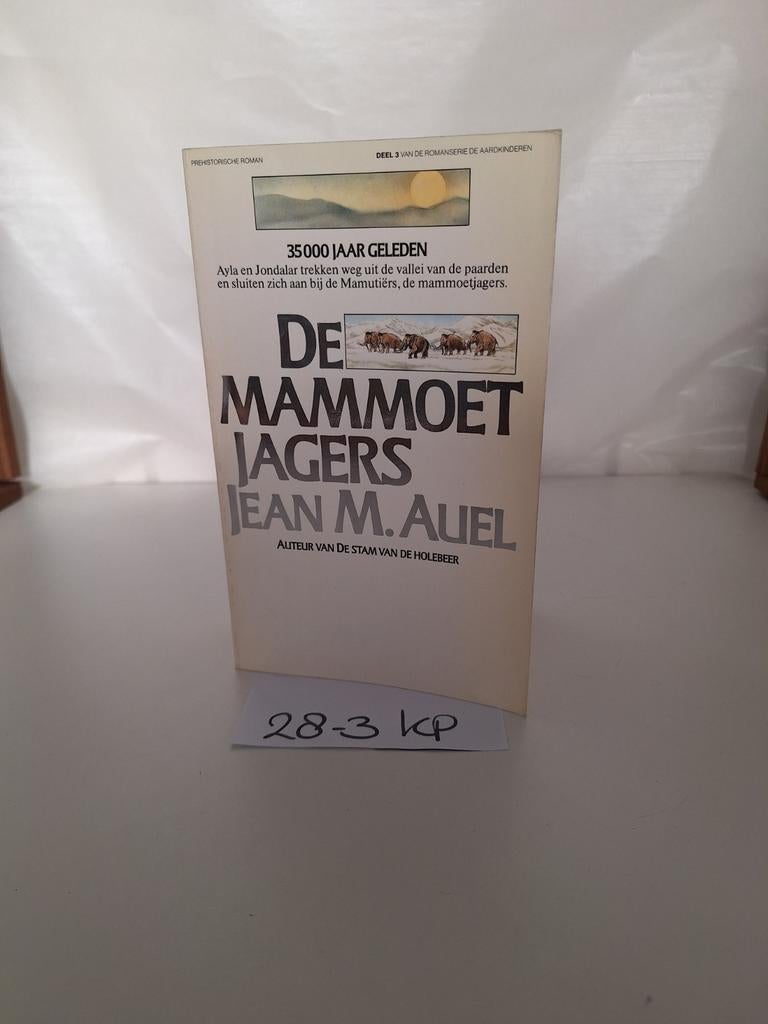 PREHISTORISCHE ROMAN
DEEL 3 VAN DE ROMANSERIE DE AARDKINDEREN
35000 JAAR GELEDEN
Ayla en Jondalar trekken weg uit de vallei van de paarden
en sluiten zich aan bij de Mamutiërs, de mammoetjagers.
DE
MAMMOET
JAGERS
JEAN M. AUEL
AUTEUR VAN DE STAM VAN DE HOLEBEER
28-3 KP